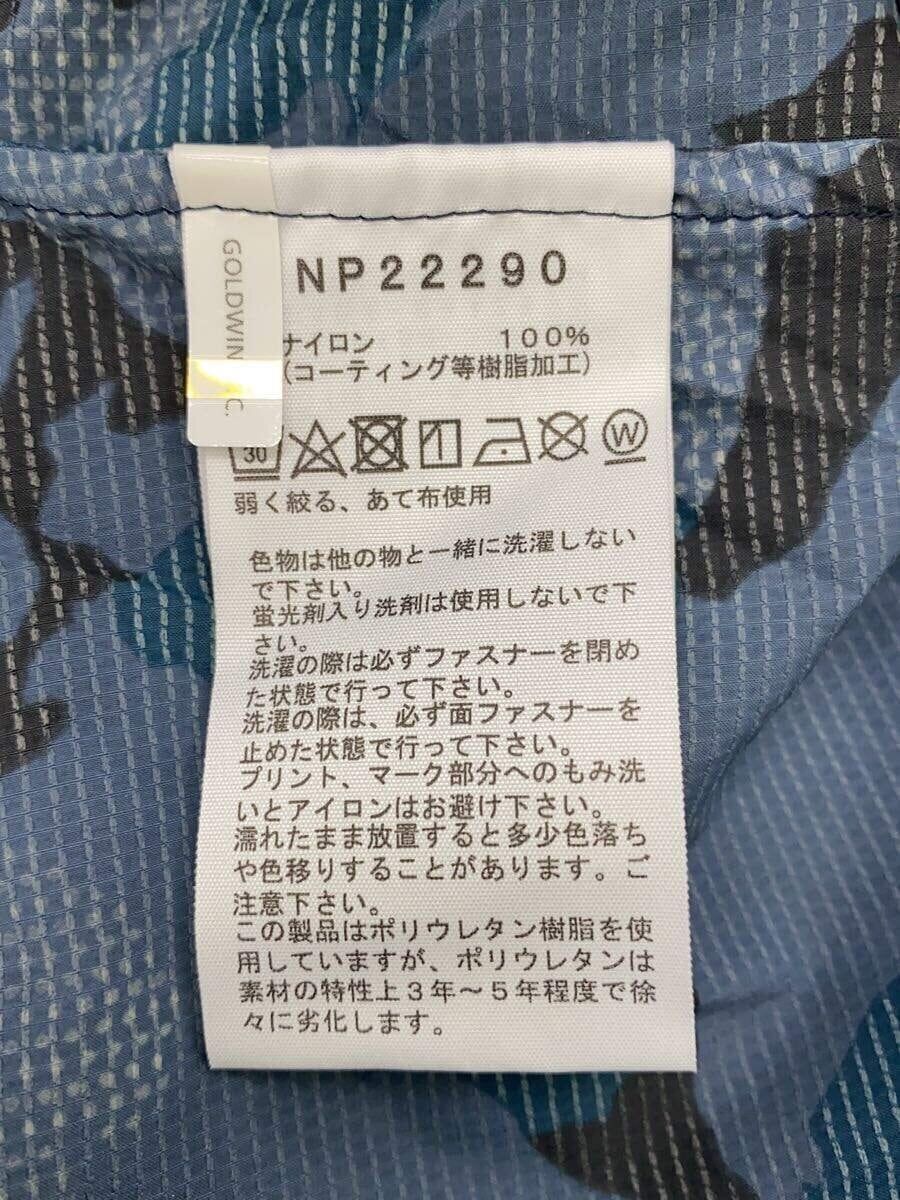 GOLDWIN
C.
NP22290
ナイロン 100%
(コーティング等樹脂加工)
30
W
弱く絞る、あて布使用
色物は他の物と一緒に洗濯しない
で下さい。
蛍光剤入り洗剤は使用しないで下
さい。
洗濯の際は必ずファスナーを閉め
た状態で行って下さい。
洗濯の際は、必ず面ファスナーを
止めた状態で行って下さい。
プリント、マーク部分へのもみ洗
いとアイロンはお避け下さい。
濡れたまま放置すると多少色落ち
や色移りすることがあります。ご
注意下さい。
この製品はポリウレタン樹脂を使
用していますが、ポリウレタンは
素材の特性上3年~5年程度で徐
々に劣化します。